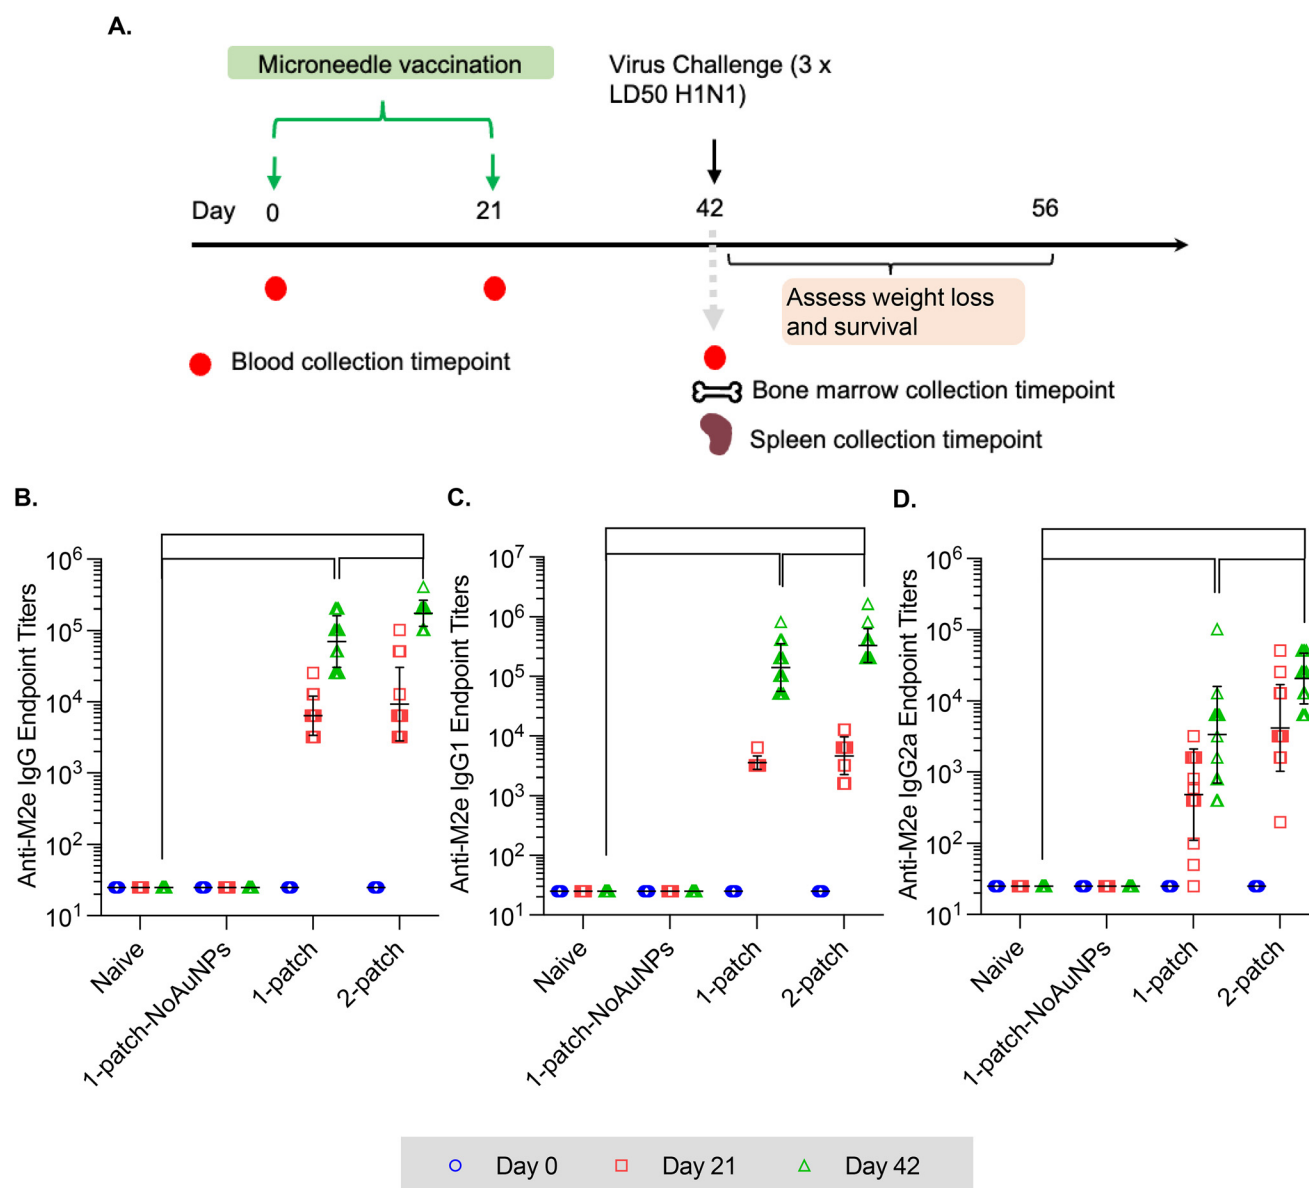 A.
Microneedle vaccination
Virus Challenge (3 x
LD50 H1N1)
Day 0 21 42 56
Assess weight loss
and survival
Blood collection timepoint
Bone marrow collection timepoint
Spleen collection timepoint
B.
Anti-M2e IgG Endpoint Titers
10^6
10^5
10^4
10^3
10^2
10^1
Naive
1-patch-NoAuNPs
1-patch
2-patch
C.
Anti-M2e IgG1 Endpoint Titers
10^7
10^6
10^5
10^4
10^3
10^2
10^1
Naive
1-patch-NoAuNPs
1-patch
2-patch
D.
Anti-M2e IgG2a Endpoint Titers
10^6
10^5
10^4
10^3
10^2
10^1
Naive
1-patch-NoAuNPs
1-patch
2-patch
Day 0 Day 21 Day 42